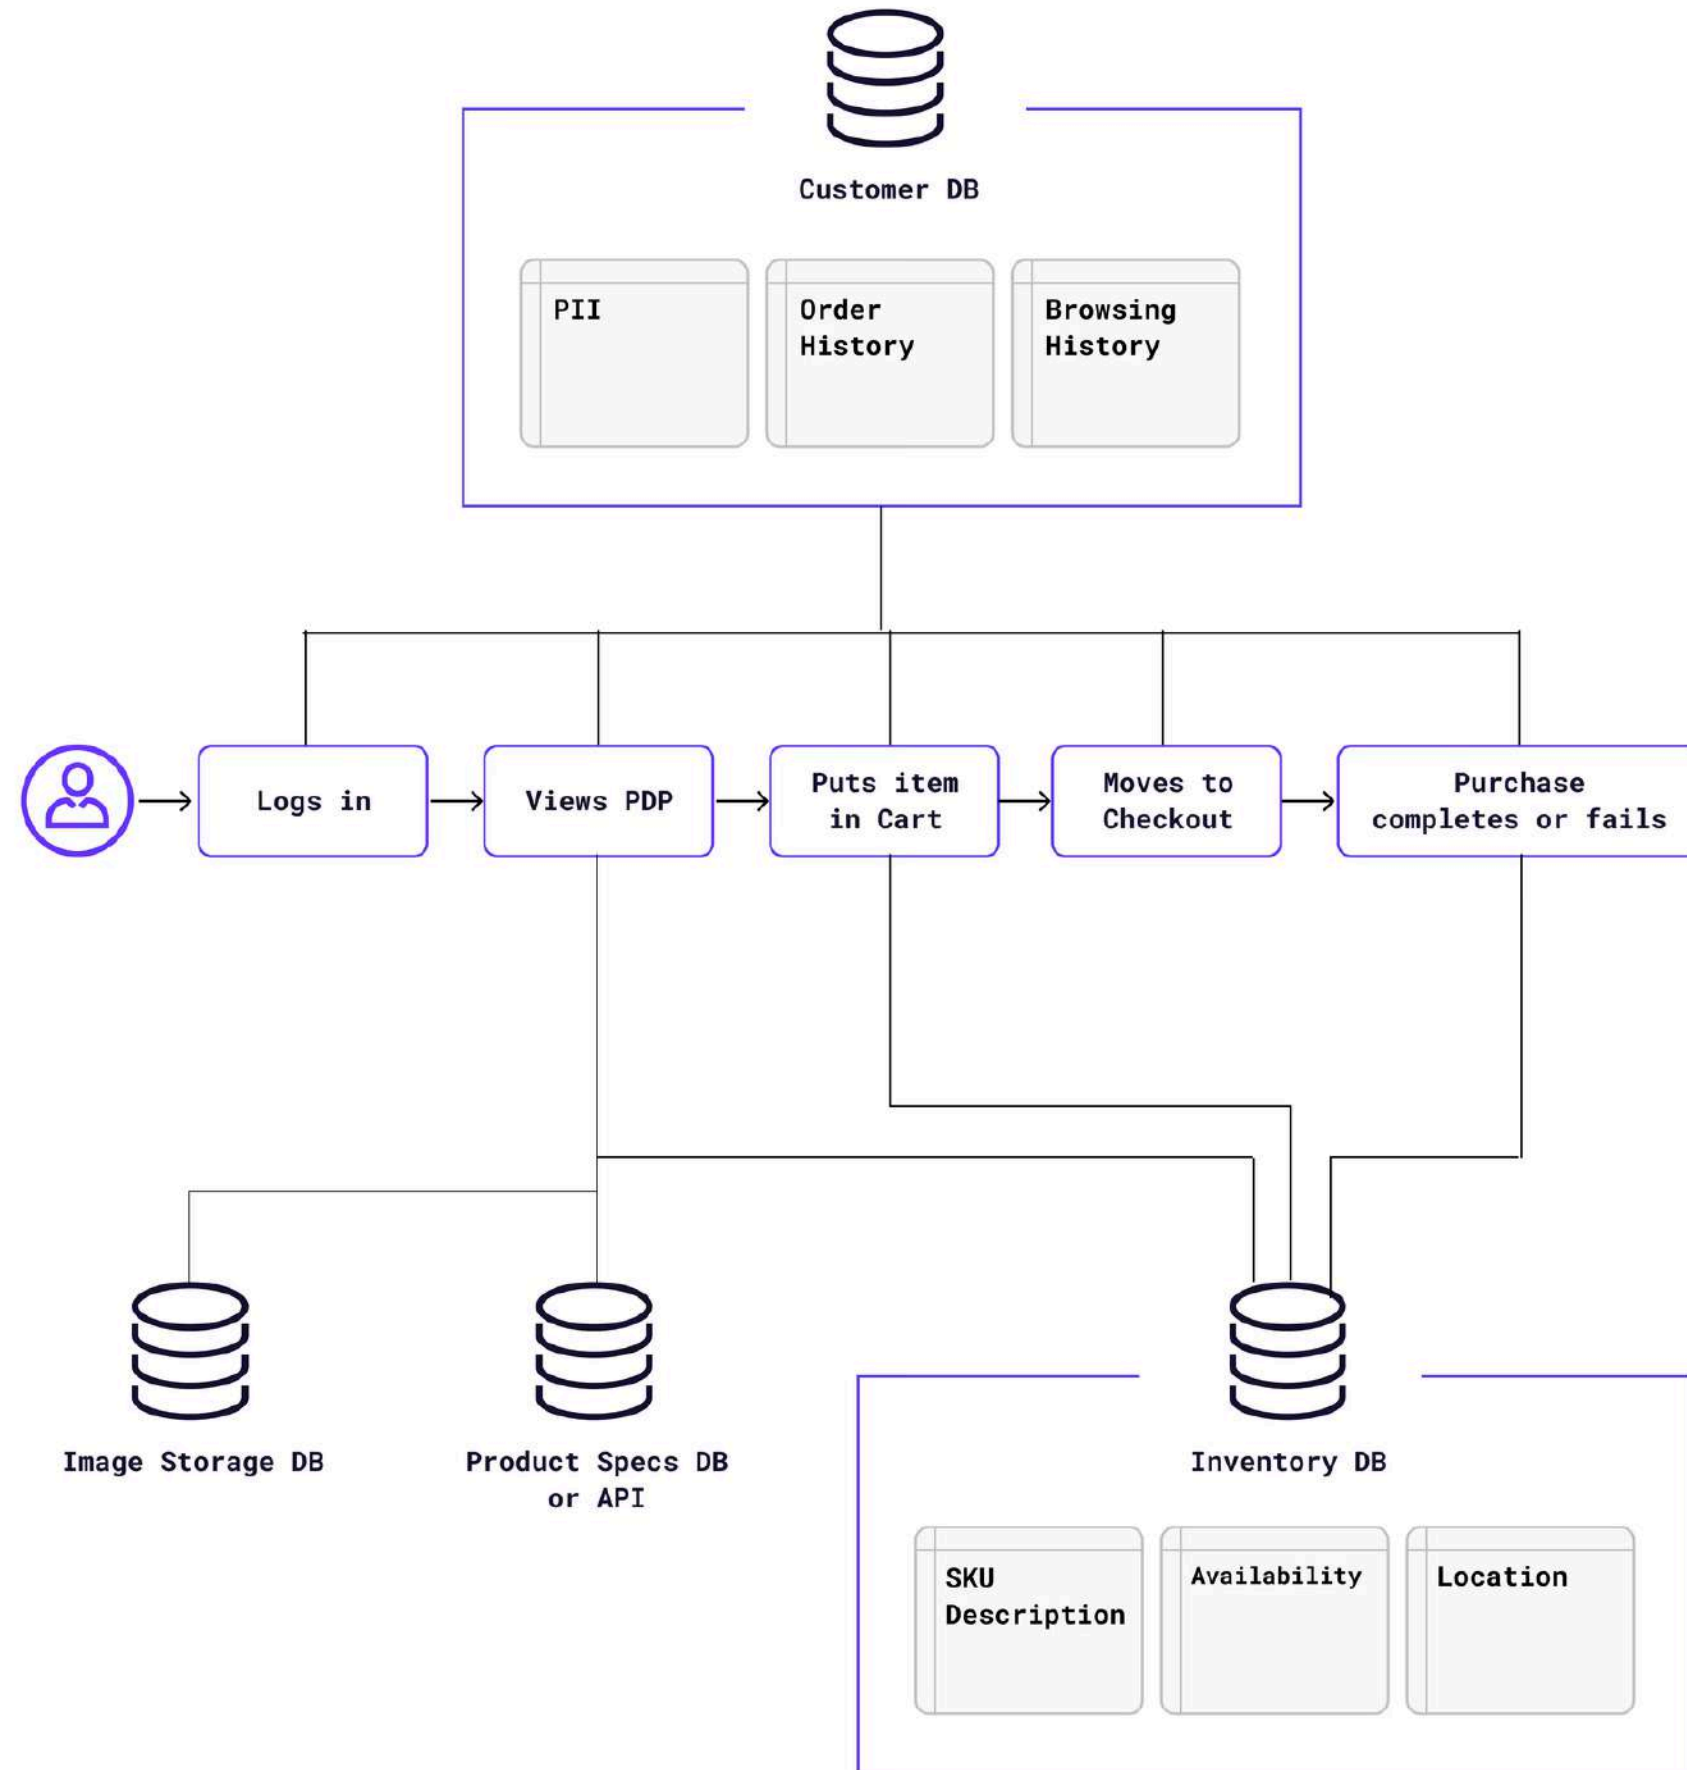 Customer DB
PII
Order
History
Browsing
History
Logs in
Views PDP
Puts item
in Cart
Moves to
Checkout
Purchase
completes or fails
Image Storage DB
Product Specs DB
or API
Inventory DB
SKU
Description
Availability
Location